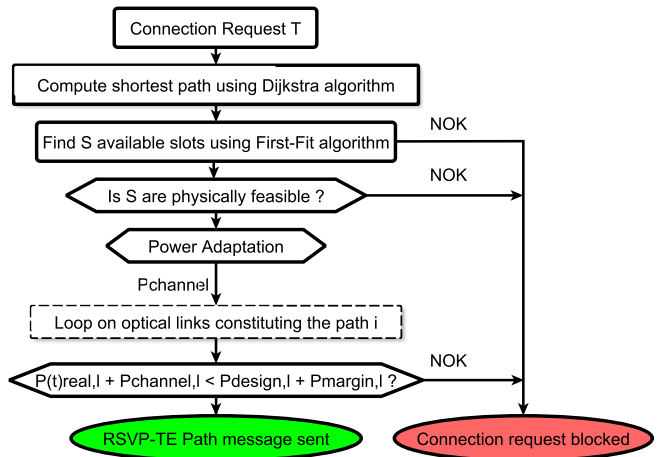 Connection Request T
Compute shortest path using Dijkstra algorithm
Find S available slots using First-Fit algorithm
NOK
Is S are physically feasible ?
NOK
Power Adaptation
Pchannel
Loop on optical links constituting the path i
P(t)real,l + Pchannel,l < Pdesign,l + Pmargin,l ?
NOK
RSVP-TE Path message sent
Connection request blocked